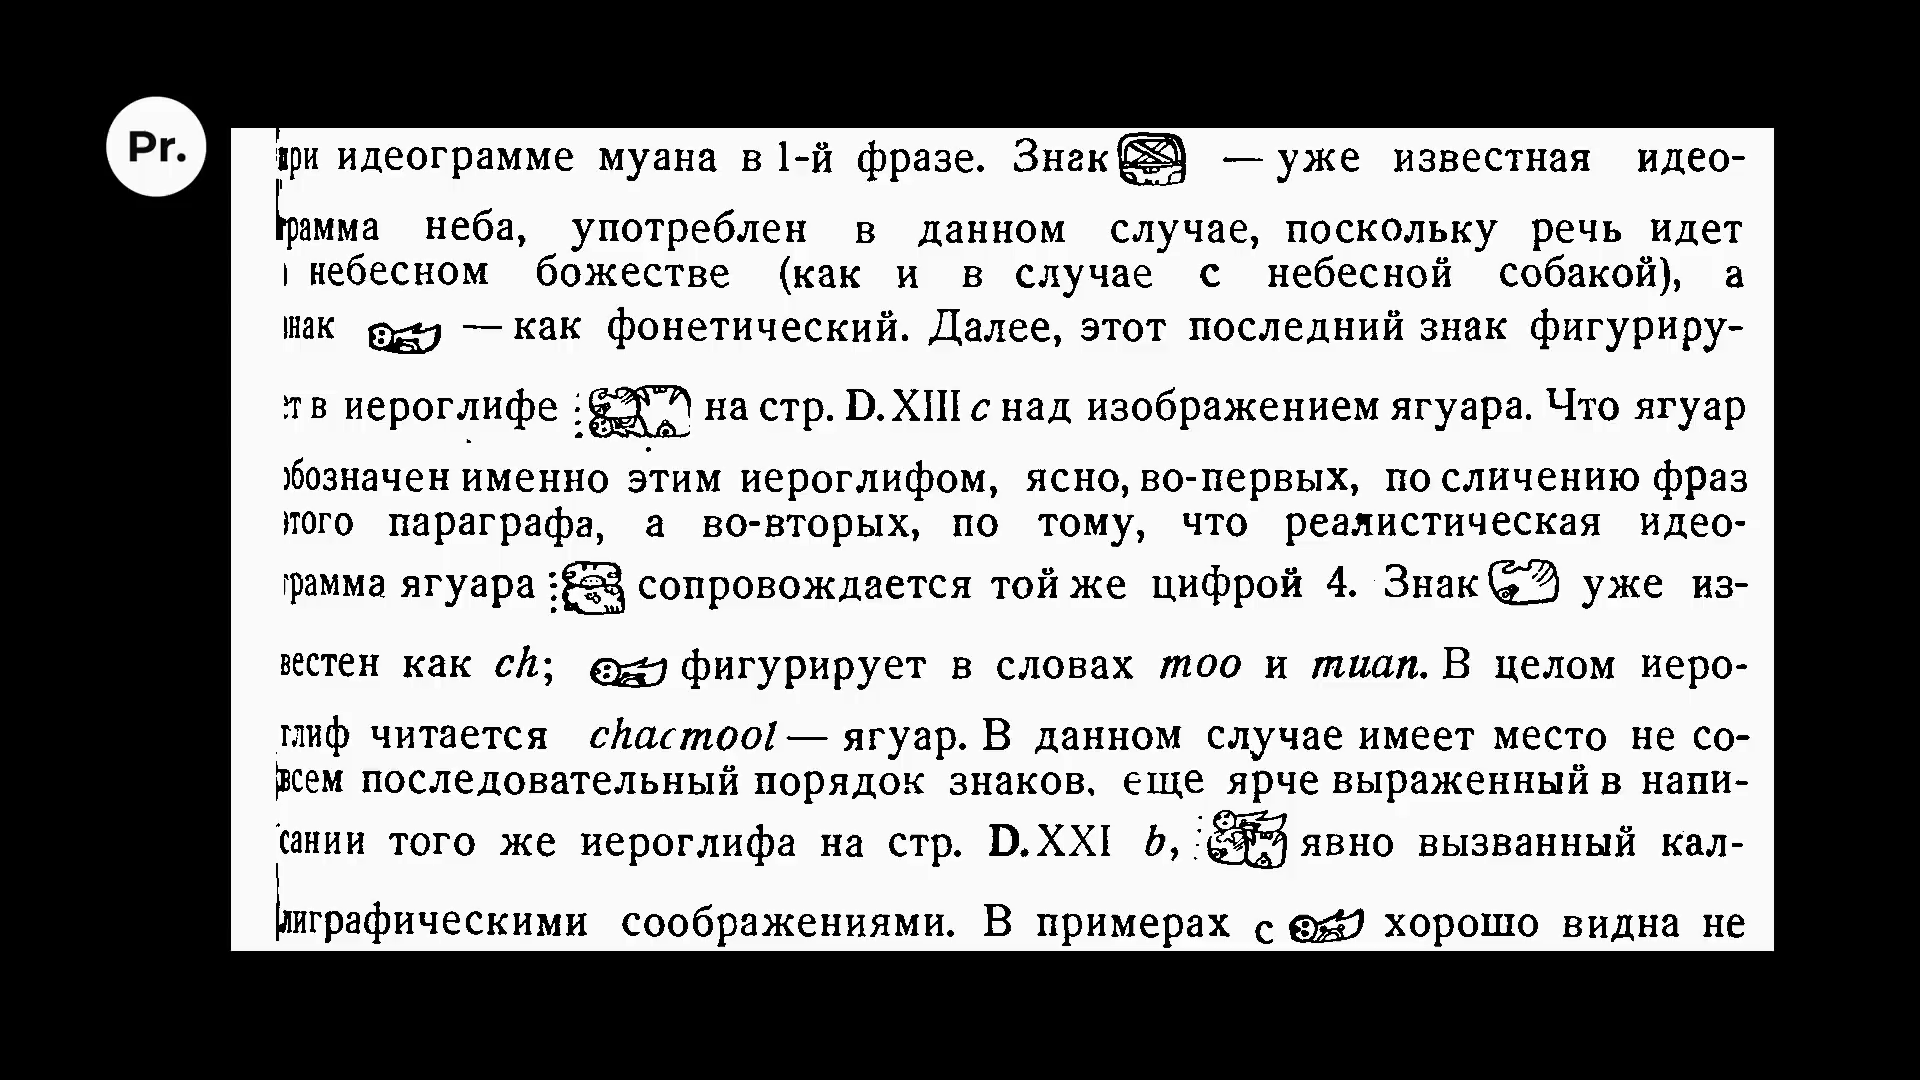 Pr.
при идеограмме муана в 1-й фразе. Знак — уже известная идео-
грамма неба, употреблен в данном случае, поскольку речь идет
небесном божестве (как и в случае с небесной собакой), а
знак — как фонетический. Далее, этот последний знак фигуриру-
ет в иероглифе на стр. D. XIII c над изображением ягуара. Что ягуар
обозначен именно этим иероглифом, ясно, во-первых, по сличению фраз
этого параграфа, а во-вторых, по тому, что реалистическая идео-
грамма ягуара сопровождается той же цифрой 4. Знак уже из-
вестен как ch; фигурирует в словах moo и muan. В целом иеро-
глиф читается chacmool — ягуар. В данном случае имеет место не со-
всем последовательный порядок знаков, еще ярче выраженный в напи-
сании того же иероглифа на стр. D. XXI b, явно вызванный кал-
лиграфическими соображениями. В примерах с хорошо видна не